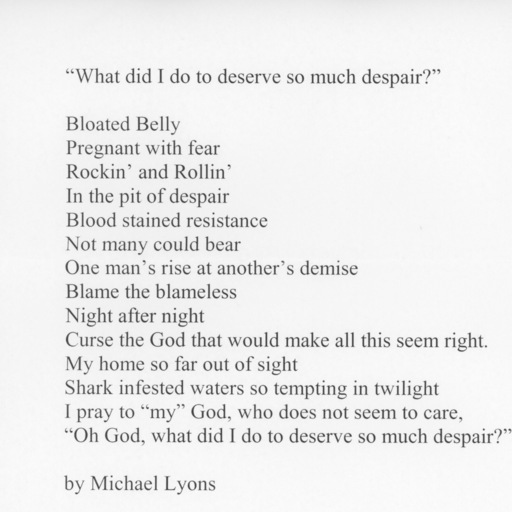 “What did I do to deserve so much despair?”
Bloated Belly
Pregnant with fear
Rockin’ and Rollin’
In the pit of despair
Blood stained resistance
Not many could bear
One man’s rise at another’s demise
Blame the blameless
Night after night
Curse the God that would make all this seem right.
My home so far out of sight
Shark infested waters so tempting in twilight
I pray to “my” God, who does not seem to care,
“Oh God, what did I do to deserve so much despair?”
by Michael Lyons